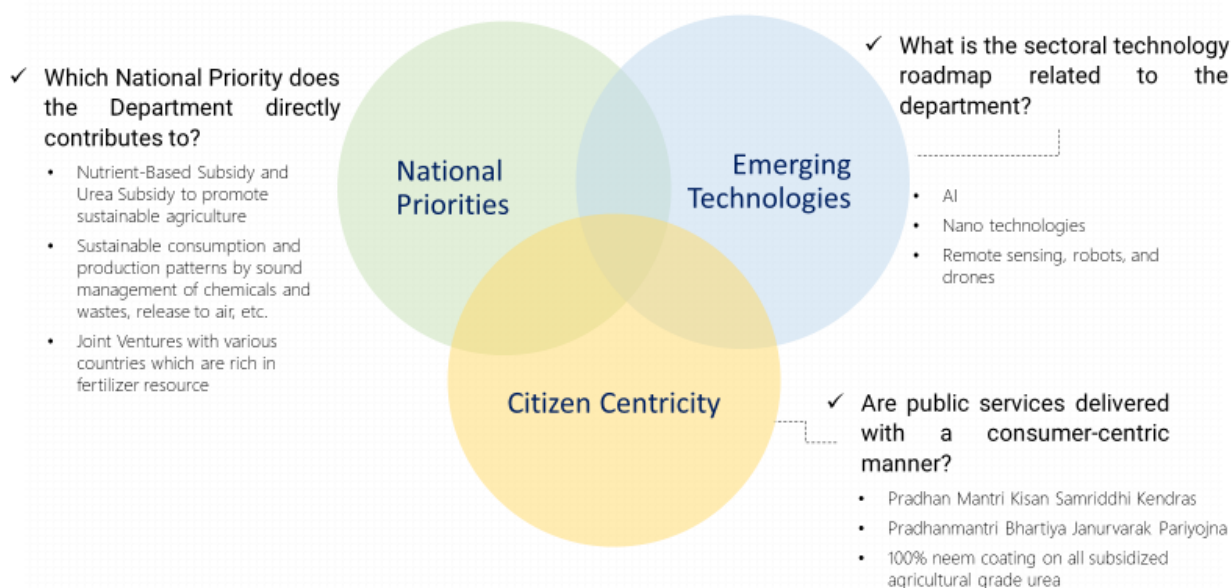 ✓ Which National Priority does
the Department directly
contributes to?
• Nutrient-Based Subsidy and
Urea Subsidy to promote
sustainable agriculture
• Sustainable consumption and
production patterns by sound
management of chemicals and
wastes, release to air, etc.
• Joint Ventures with various
countries which are rich in
fertilizer resource
National
Priorities
Emerging
Technologies
Citizen Centricity
✓ What is the sectoral technology
roadmap related to the
department?
• AI
• Nano technologies
• Remote sensing, robots, and
drones
✓ Are public services delivered
with a consumer-centric
manner?
• Pradhan Mantri Kisan Samriddhi Kendras
• Pradhanmantri Bhartiya Janurvarak Pariyojna
• 100% neem coating on all subsidized
agricultural grade urea